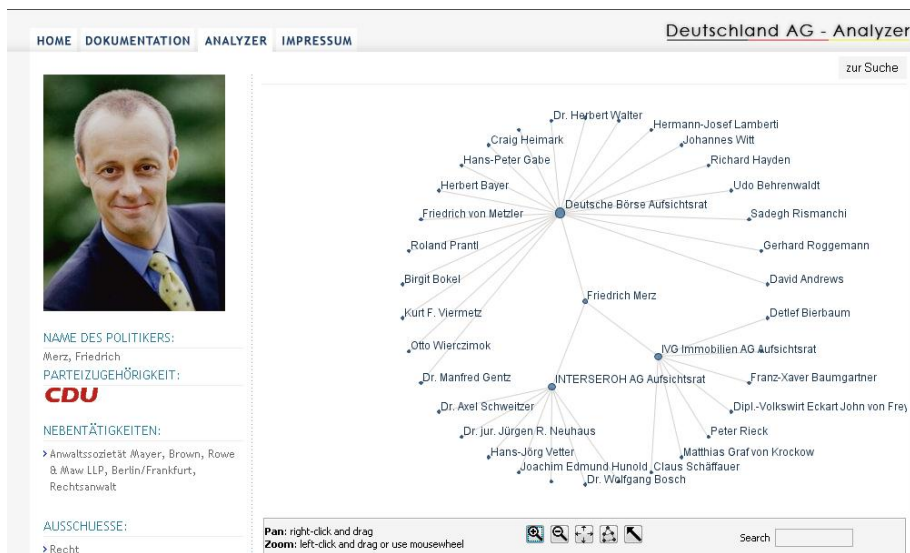 HOME DOKUMENTATION ANALYZER IMPRESSUM
Deutschland AG - Analyzer
zur Suche
NAME DES POLITIKERS:
Merz, Friedrich
PARTEIZUGEHÖRIGKEIT:
CDU
NEBENTÄTIGKEITEN:
Anwaltssozietät Mayer, Brown, Rowe
& Maw LLP, Berlin/Frankfurt,
Rechtsanwalt
AUSSCHUESSE:
Recht
Dr. Herbert Walter
Hermann-Josef Lamberti
Craig Heimark
Johannes Witt
Hans-Peter Gabe
Richard Hayden
Herbert Bayer
Udo Behrenwaldt
Deutsche Börse Aufsichtsrat
Friedrich von Metzler
Sadegh Rismanchi
Roland Prantl
Gerhard Roggemann
Birgit Bokel
David Andrews
Friedrich Merz
Kurt F. Viermetz
Detlef Bierbaum
Otto Wierczimok
IVG Immobilien AG Aufsichtsrat
Dr. Manfred Gentz
INTERSEROH AG Aufsichtsrat
Franz-Xaver Baumgartner
Dr. Axel Schweitzer
Dipl.-Volkswirt Eckart John von Frey
Dr. jur. Jürgen R. Neuhaus
Peter Rieck
Hans-Jörg Vetter
Matthias Graf von Krockow
Joachim Edmund Hunold
Claus Schäffauer
Dr. Wolfgang Bosch
Pan: right-click and drag
Zoom: left-click and drag or use mousewheel
Search